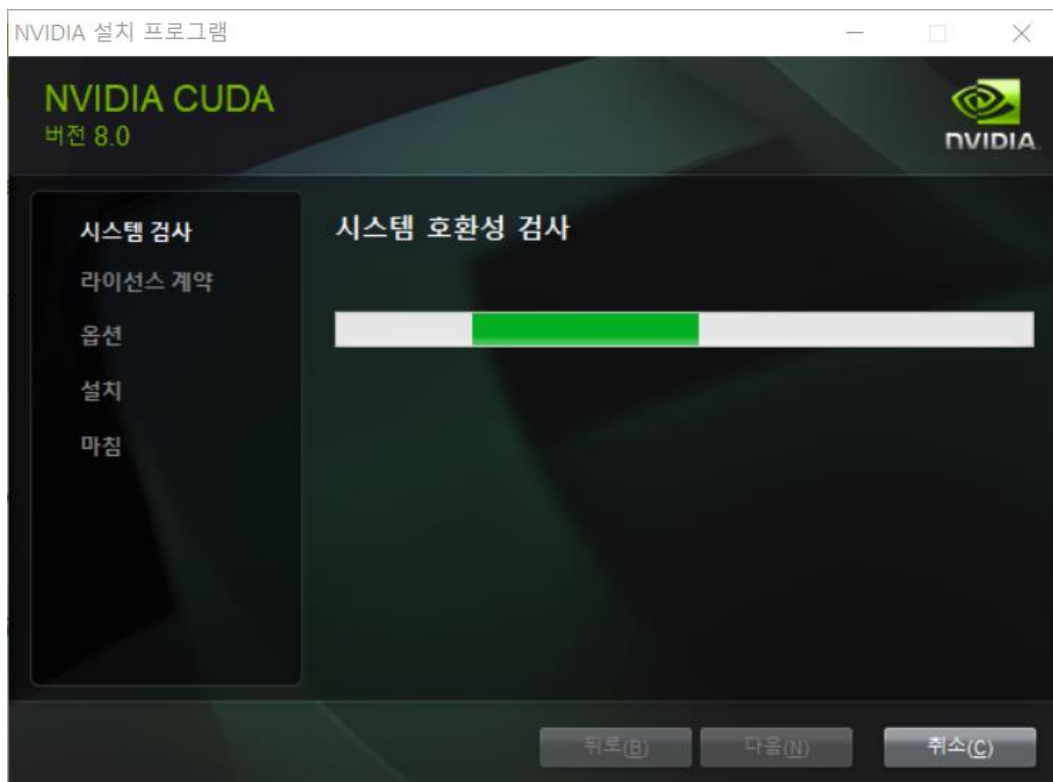 NVIDIA 설치 프로그램
NVIDIA CUDA
버전 8.0
NVIDIA.
시스템 검사
라이선스 계약
옵션
설치
마침
시스템 호환성 검사
뒤로(B)
다음(N)
취소(C)